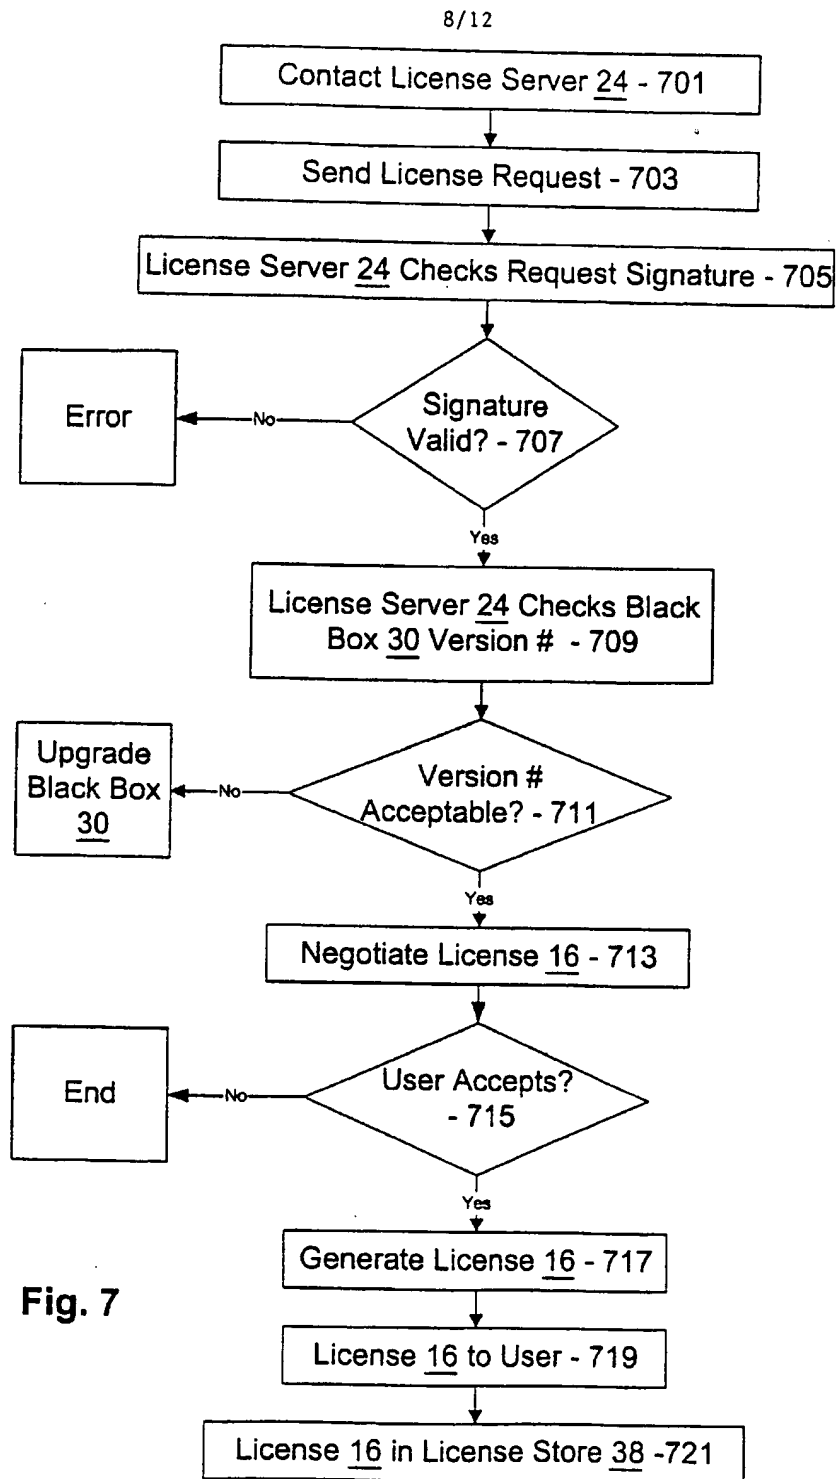 8/12
Contact License Server 24 - 701
Send License Request - 703
License Server 24 Checks Request Signature - 705
Signature
Valid? - 707
No
Error
Yes
License Server 24 Checks Black
Box 30 Version # - 709
Version #
Acceptable? - 711
No
Upgrade
Black Box
30
Yes
Negotiate License 16 - 713
User Accepts?
- 715
No
End
Yes
Generate License 16 - 717
License 16 to User - 719
License 16 in License Store 38 -721
Fig. 7